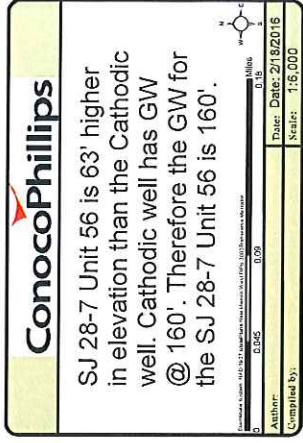 ConocoPhillips
SJ 28-7 Unit 56 is 63' higher
in elevation than the Cathodic
well. Cathodic well has GW
@ 160'. Therefore the GW for
the SJ 28-7 Unit 56 is 160'.
N
W
E
S
0
0.045
0.09
0.18
Miles
Author:
Date: Date: 2/18/2016
Compiled by:
Scale: 1:6,000